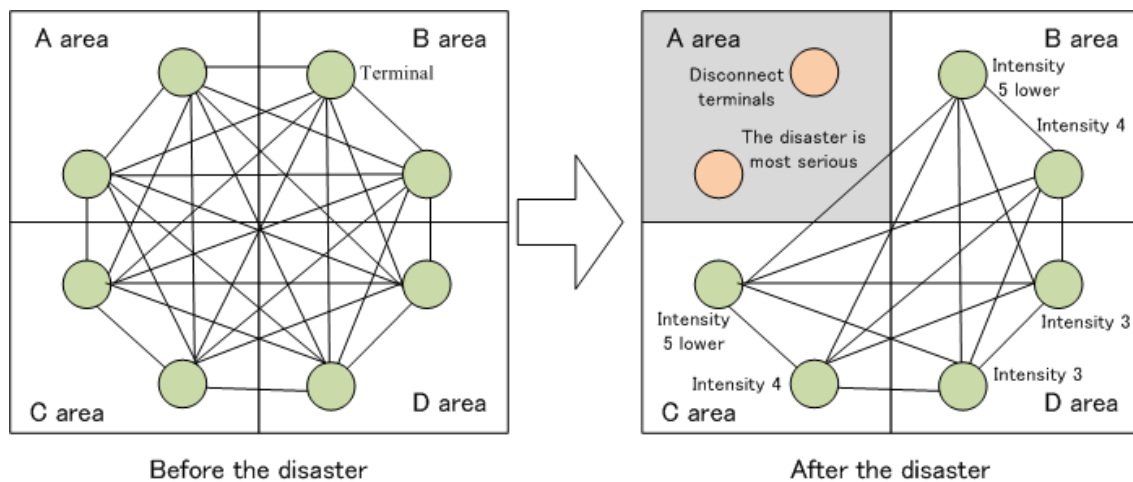 A area
B area
Terminal
C area
D area
Before the disaster
A area
B area
Disconnect
terminals
The disaster is
most serious
Intensity
5 lower
Intensity 4
Intensity
5 lower
Intensity 3
Intensity 4
Intensity 3
C area
D area
After the disaster